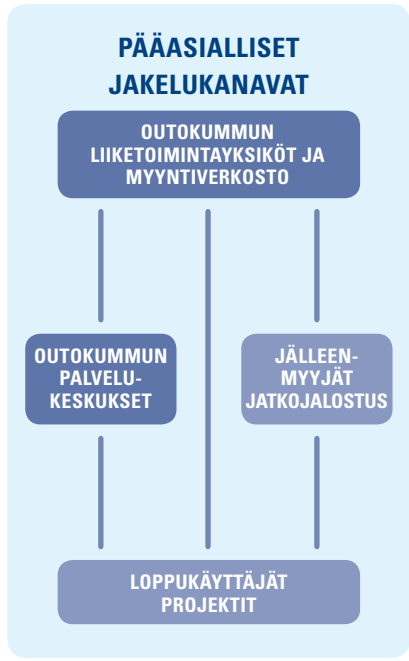 PÄÄASIALLISET
JAKELUKANAVAT
OUTOKUMMUN
LIIKETOIMINTAYKSIKÖT JA
MYYNTIVERKOSTO
OUTOKUMMUN
PALVELU-
KESKUKSET
JÄLLEEN-
MYYJÄT
JATKOJALOSTUS
LOPPUKÄYTTÄJÄT
PROJEKTIT